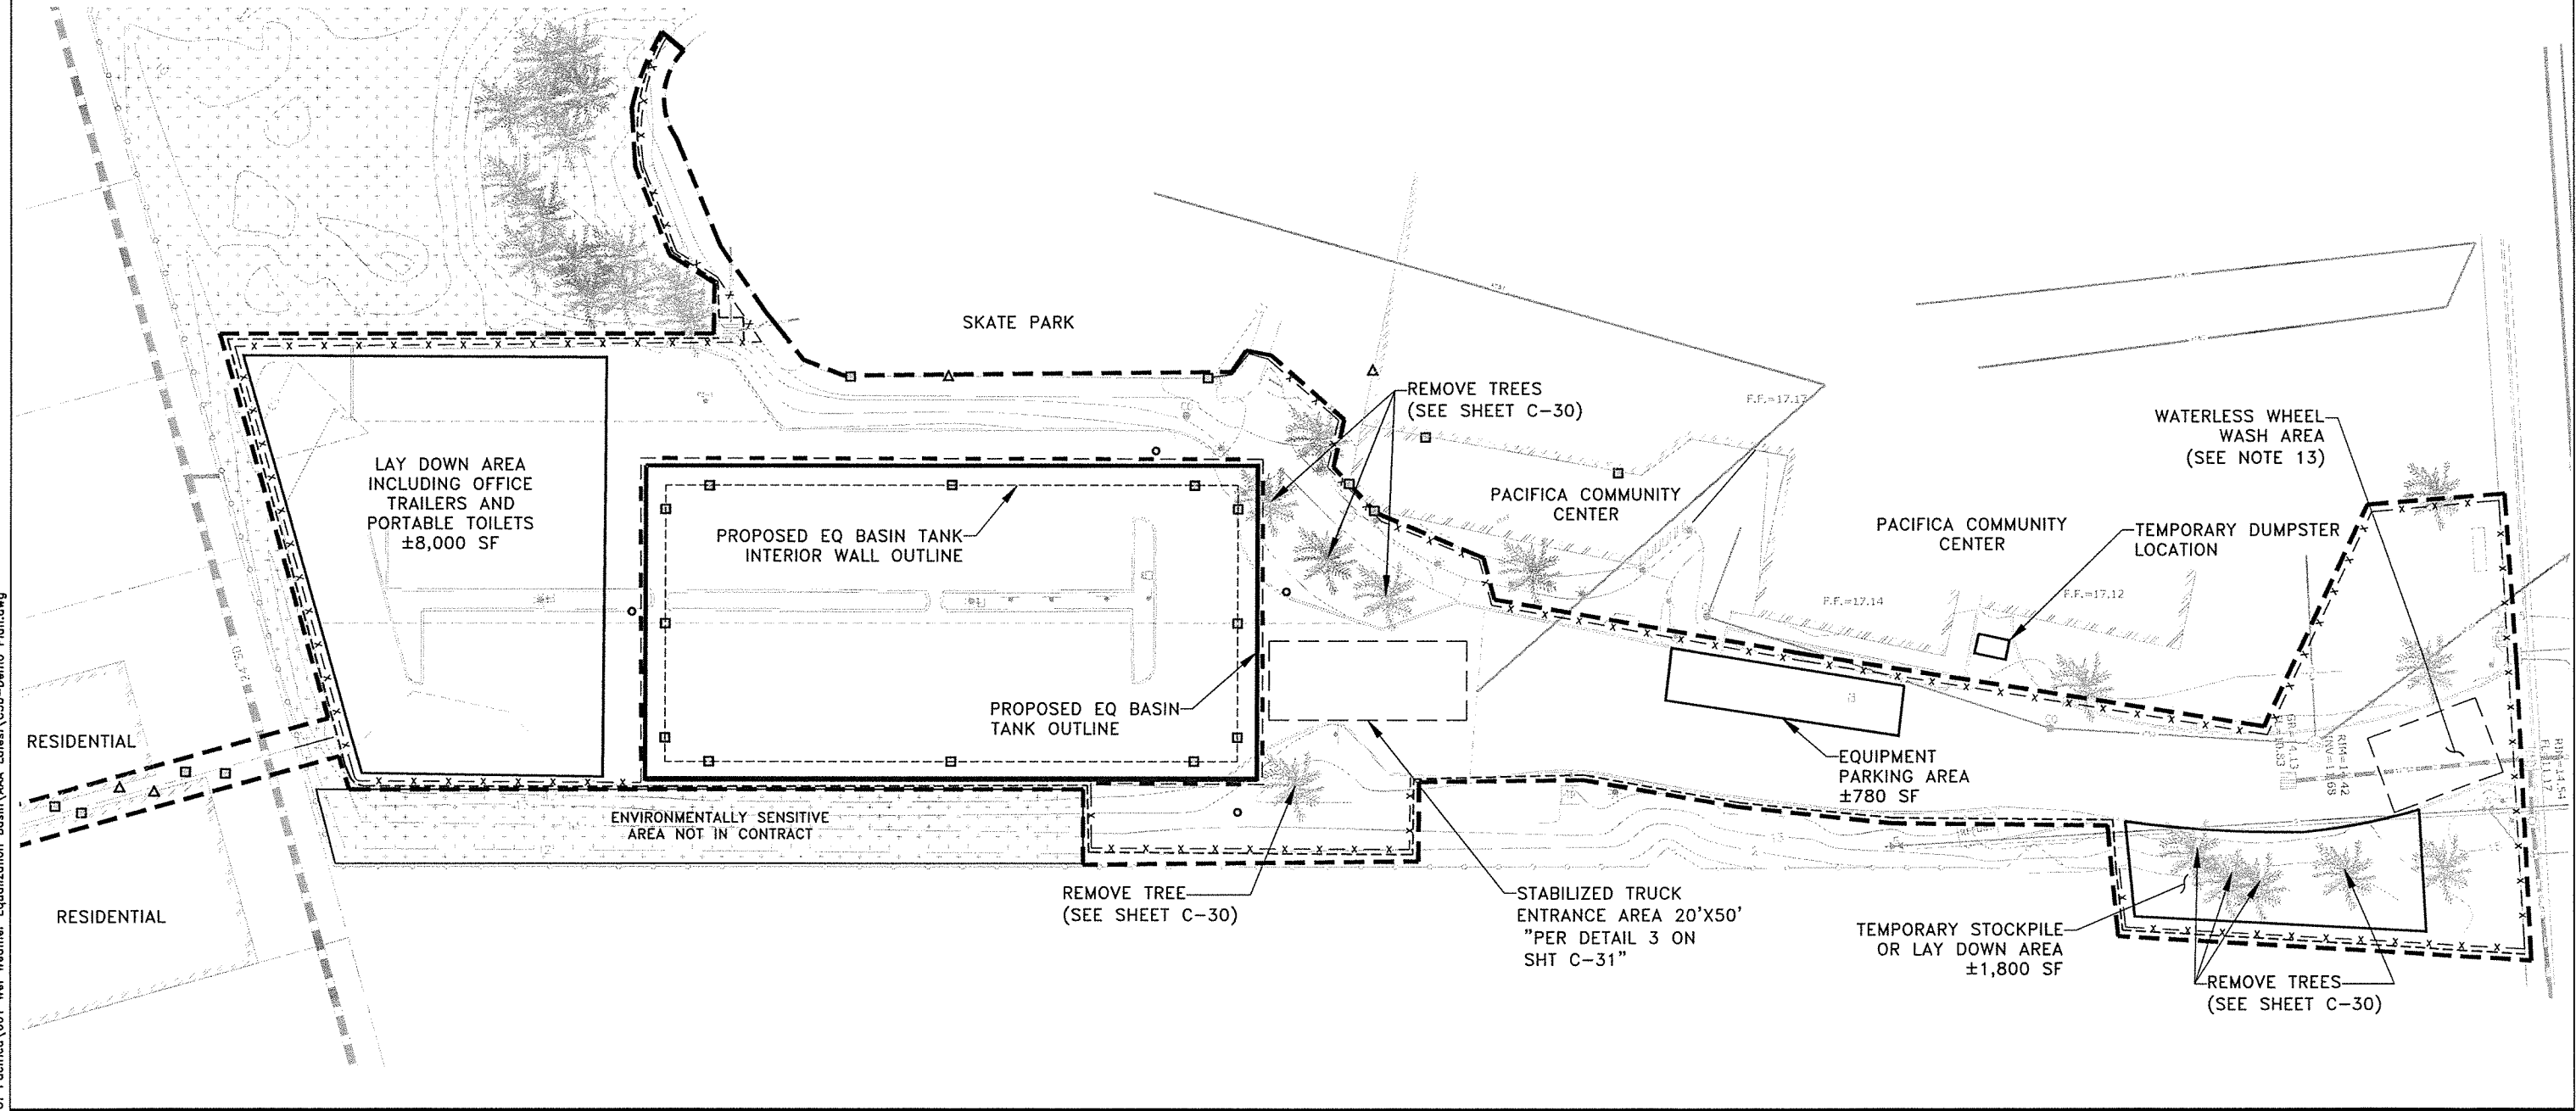 SKATE PARK
REMOVE TREES
(SEE SHEET C-30)
F.F.=17.17
WATERLESS WHEEL
WASH AREA
(SEE NOTE 13)
LAY DOWN AREA
INCLUDING OFFICE
TRAILERS AND
PORTABLE TOILETS
±8,000 SF
PROPOSED EQ BASIN TANK
INTERIOR WALL OUTLINE
PACIFICA COMMUNITY
CENTER
PACIFICA COMMUNITY
CENTER
TEMPORARY DUMPSTER
LOCATION
F.F.=17.14
F.F.=17.12
PROPOSED EQ BASIN
TANK OUTLINE
RESIDENTIAL
EQUIPMENT
PARKING AREA
±780 SF
RIM=14.42
ENVIRONMENTALLY SENSITIVE
AREA NOT IN CONTRACT
RESIDENTIAL
REMOVE TREE
(SEE SHEET C-30)
STABILIZED TRUCK
ENTRANCE AREA 20'X50'
"PER DETAIL 3 ON
SHT C-31"
TEMPORARY STOCKPILE
OR LAY DOWN AREA
±1,800 SF
REMOVE TREES
(SEE SHEET C-30)